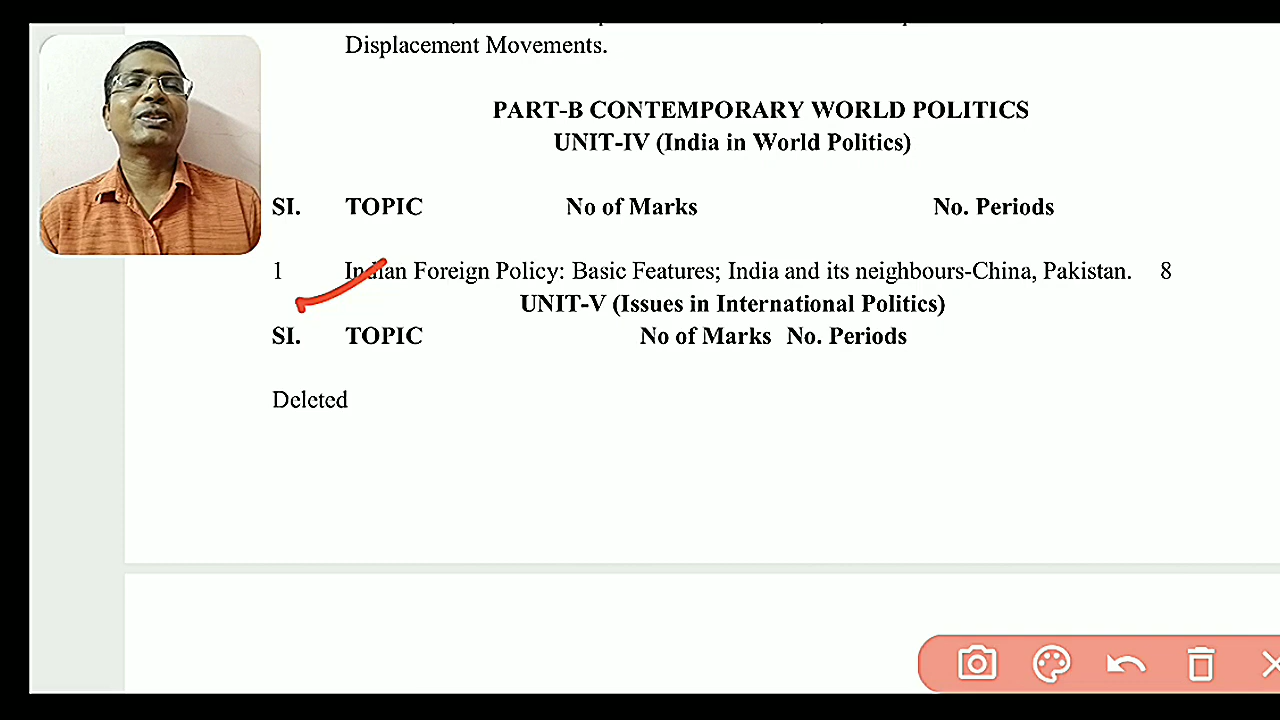 Displacement Movements.
PART-B CONTEMPORARY WORLD POLITICS
UNIT-IV (India in World Politics)
SI. TOPIC No of Marks No. Periods
1 Indian Foreign Policy: Basic Features; India and its neighbours-China, Pakistan. 8
UNIT-V (Issues in International Politics)
SI. TOPIC No of Marks No. Periods
Deleted